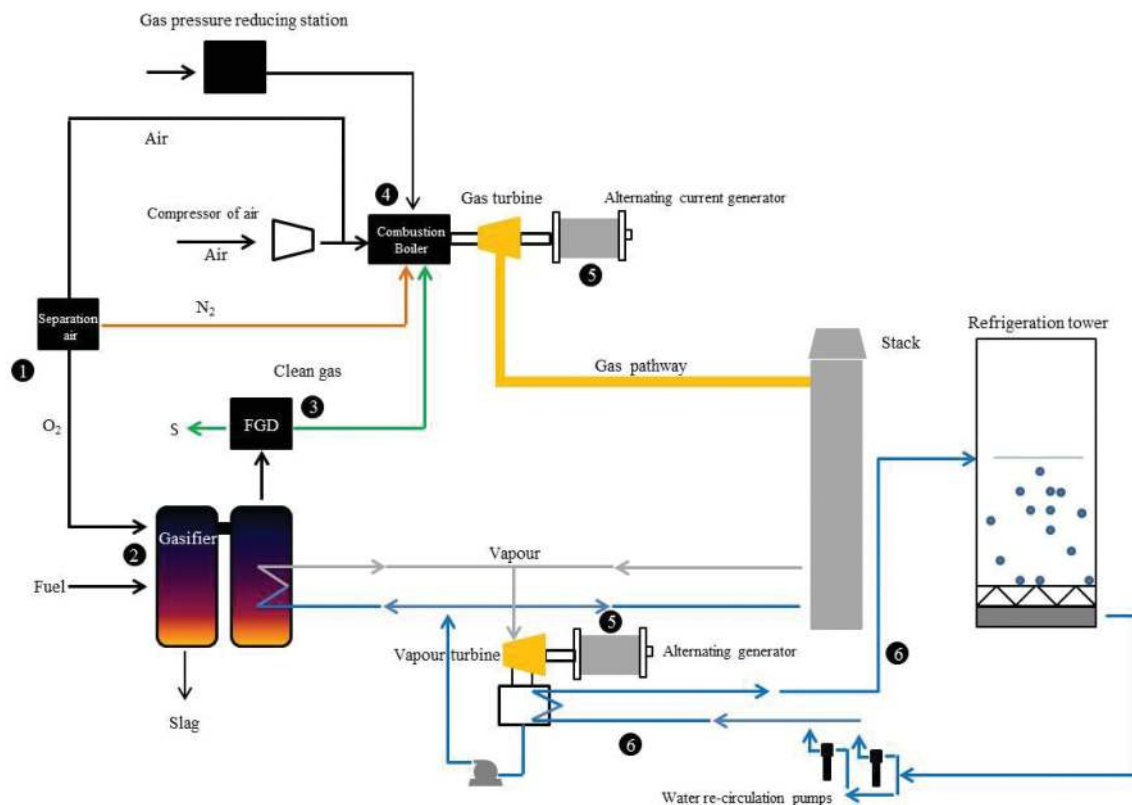 Gas pressure reducing station
Air
4
Gas turbine
Alternating current generator
Compressor of air
Air
Combustion
Boiler
5
Separation
air
N2
Refrigeration tower
Stack
1
Clean gas
Gas pathway
O2
3
S
FGD
Gasifier
2
Vapour
Fuel
5
Vapour turbine
Alternating generator
6
Slag
6
Water re-circulation pumps